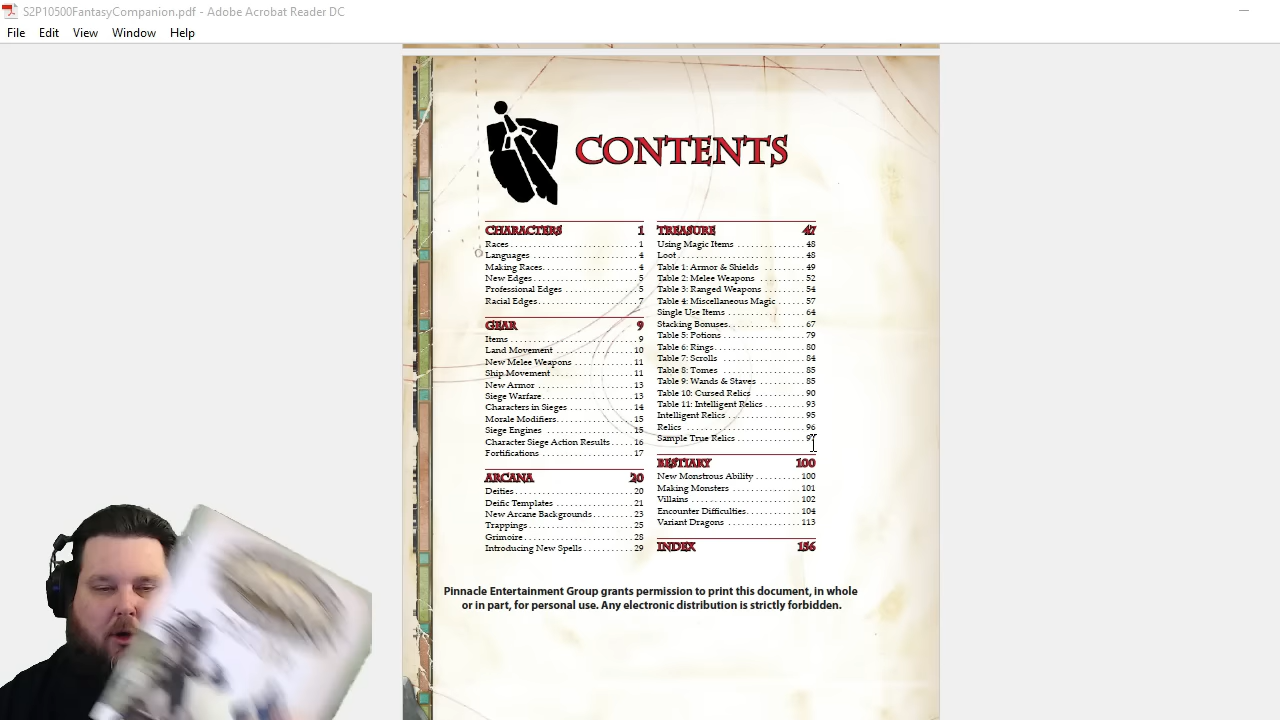 S2P10500FantasyCompanion.pdf - Adobe Acrobat Reader DC
File Edit View Window Help
CONTENTS
CHARACTERS 1
Races 1
Languages 4
Making Races 4
New Edges 5
Professional Edges 5
Racial Edges 7
GEAR 9
Items 9
Land Movement 10
New Melee Weapons 11
Ship Movement 11
New Armor 13
Siege Warfare 13
Characters in Sieges 14
Morale Modifiers 15
Siege Engines 15
Character Siege Action Results 16
Fortifications 17
ARCANA 20
Deities 20
Deific Templates 21
New Arcane Backgrounds 23
Trappings 25
Grimoire 28
Introducing New Spells 29
TREASURE 47
Using Magic Items 48
Loot 48
Table 1: Armor & Shields 49
Table 2: Melee Weapons 52
Table 3: Ranged Weapons 54
Table 4: Miscellaneous Magic 57
Single Use Items 64
Stacking Bonuses 67
Table 5: Potions 79
Table 6: Rings 80
Table 7: Scrolls 84
Table 8: Tomes 85
Table 9: Wands & Staves 85
Table 10: Cursed Relics 90
Table 11: Intelligent Relics 93
Intelligent Relics 95
Relics 96
Sample True Relics
BESTIARY 100
New Monstrous Ability 100
Making Monsters 101
Villains 102
Encounter Difficulties 104
Variant Dragons 113
INDEX 156
Pinnacle Entertainment Group grants permission to print this document, in whole
or in part, for personal use. Any electronic distribution is strictly forbidden.